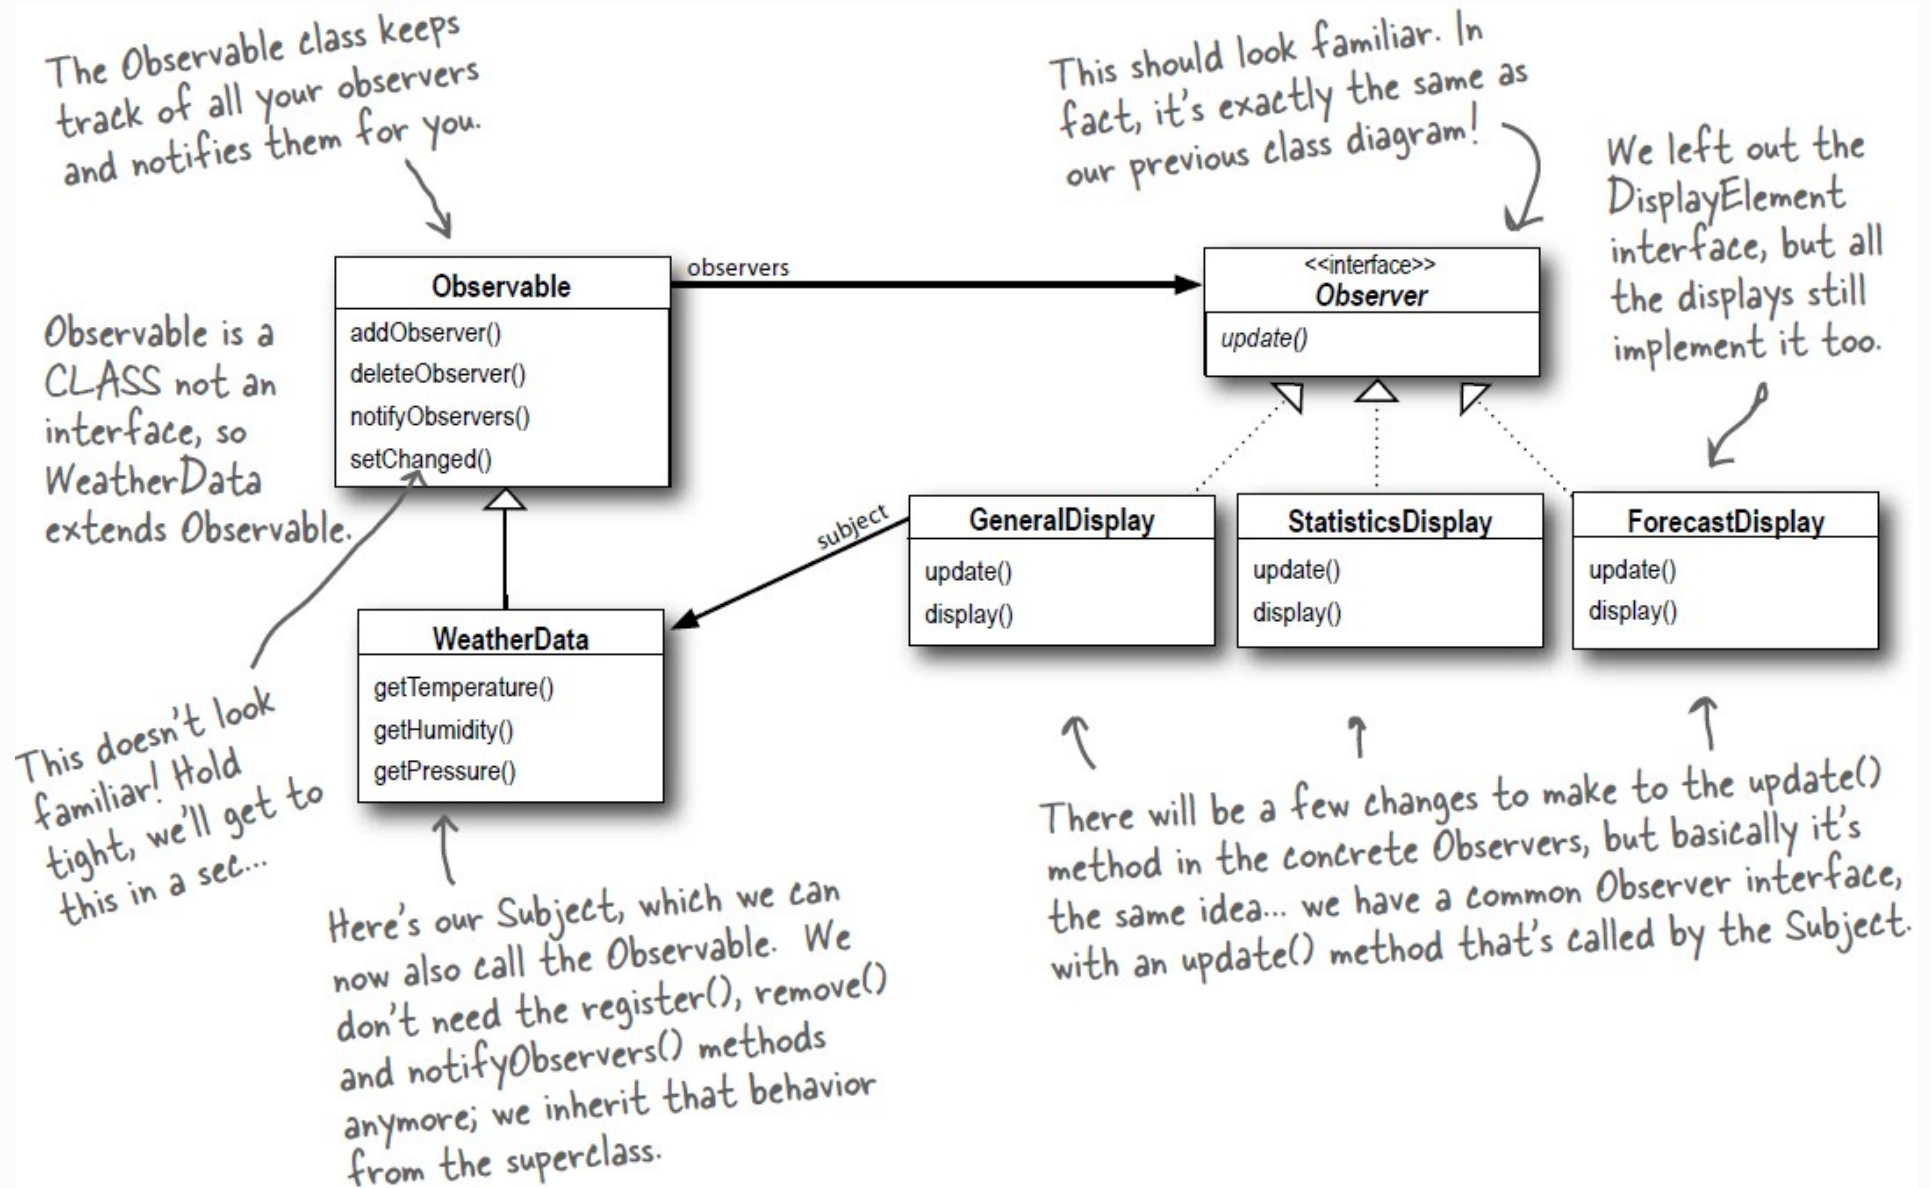 The Observable class keeps
track of all your observers
and notifies them for you.
This should look familiar. In
fact, it's exactly the same as
our previous class diagram!
We left out the
DisplayElement
interface, but all
the displays still
implement it too.
Observable is a
CLASS not an
interface, so
WeatherData
extends Observable.
Observable
addObserver()
deleteObserver()
notifyObservers()
setChanged()
observers
<<interface>>
Observer
update()
subject
GeneralDisplay
update()
display()
StatisticsDisplay
update()
display()
ForecastDisplay
update()
display()
WeatherData
getTemperature()
getHumidity()
getPressure()
This doesn't look
familiar! Hold
tight, we'll get to
this in a sec...
Here's our Subject, which we can
now also call the Observable. We
don't need the register(), remove()
and notifyObservers() methods
anymore; we inherit that behavior
from the superclass.
There will be a few changes to make to the update()
method in the concrete Observers, but basically it's
the same idea... we have a common Observer interface,
with an update() method that's called by the Subject.